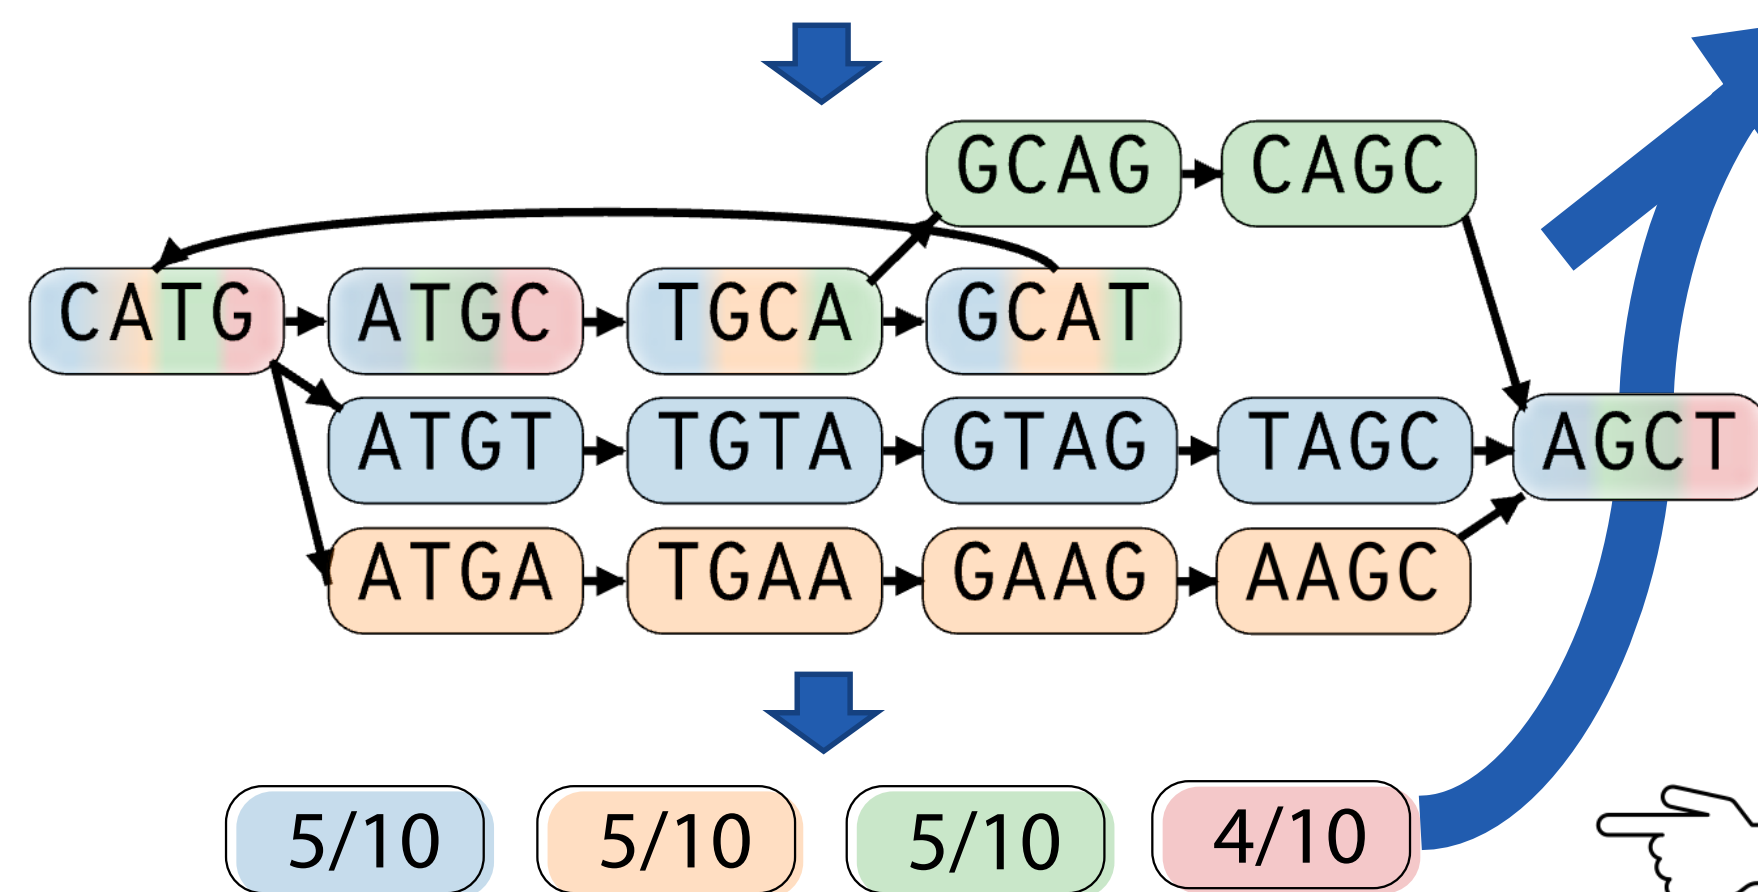 GCAG CAGC
CATG ATGC TGCA GCAT
ATGT TGTA GTAG TAGC AGCT
ATGA TGAA GAAG AAGC
5/10 5/10 5/10 4/10